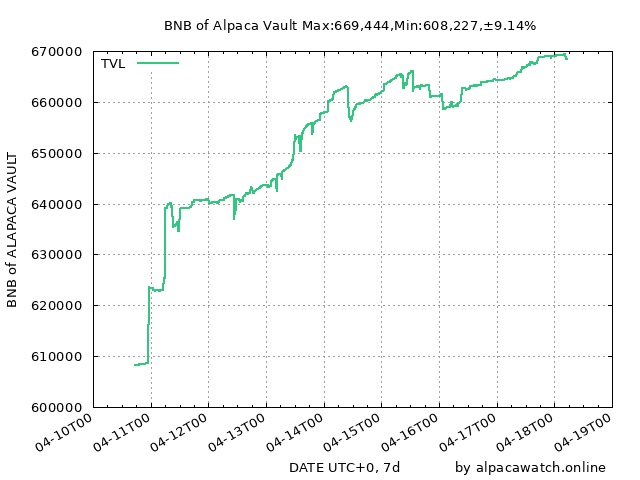 BNB of Alpaca Vault Max:669,444,Min:608,227,±9.14%
TVL
BNB of ALAPACA VAULT
670000
660000
650000
640000
630000
620000
610000
600000
04-10T00
04-11T00
04-12T00
04-13T00
04-14T00
04-15T00
04-16T00
04-17T00
04-18T00
04-19T00
DATE UTC+0, 7d
by alpacawatch.online